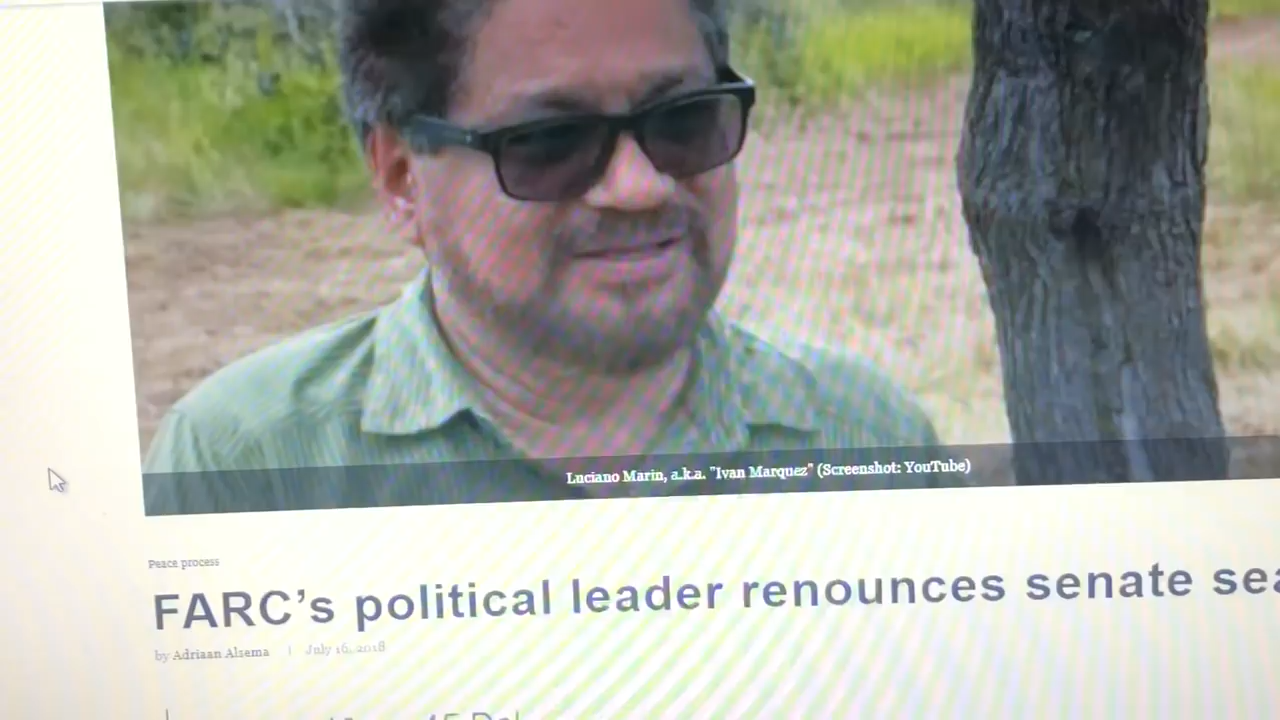 Luciano Marin, a.k.a. "Ivan Marquez" (Screenshot: YouTube)
Peace process
FARC's political leader renounces senate
by Adriaan Alsema | July 16, 2018